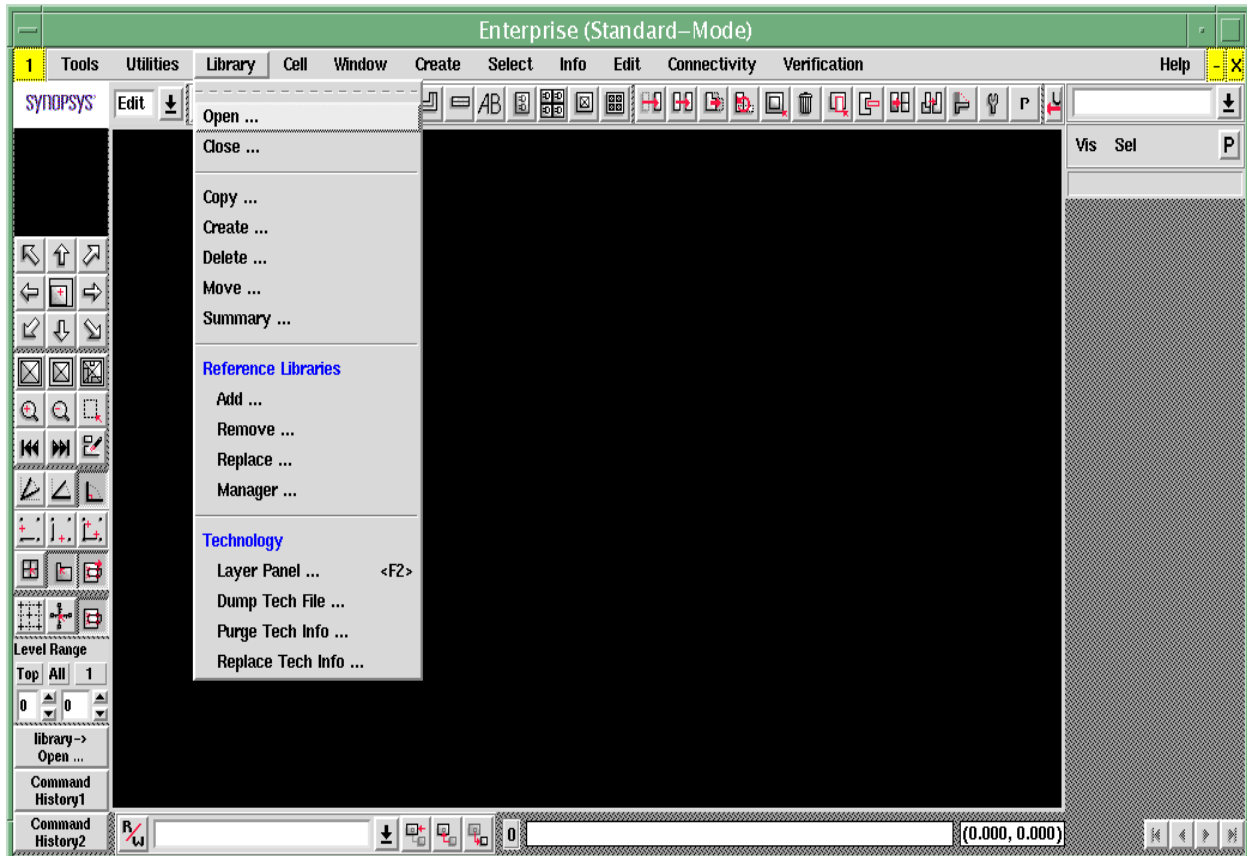 Enterprise (Standard-Mode)
1 Tools Utilities Library Cell Window Create Select Info Edit Connectivity Verification Help - X
SYNOPSYS Edit AB P
Open ...
Close ...
Vis Sel P
Copy ...
Create ...
Delete ...
Move ...
Summary ...
Reference Libraries
Add ...
Remove ...
Replace ...
Manager ...
Technology
Layer Panel ... <F2>
Dump Tech File ...
Purge Tech Info ...
Replace Tech Info ...
Level Range
Top All 1
0 0
library->
Open ...
Command
History1
Command
History2
R/W 0 (0.000, 0.000)